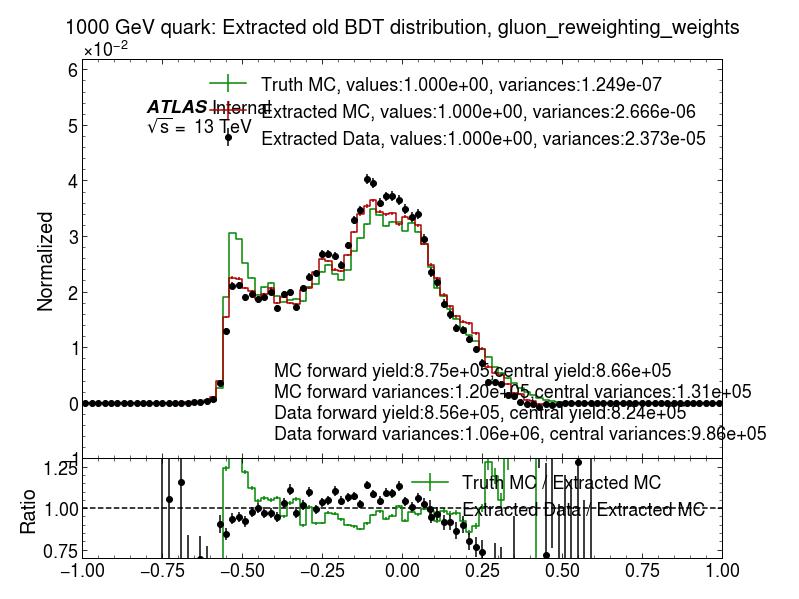 1000 GeV quark: Extracted old BDT distribution, gluon_reweighting_weights
×10⁻²
Truth MC, values:1.000e+00, variances:1.249e-07
ATLAS Internal
Extracted MC, values:1.000e+00, variances:2.666e-06
√s = 13 TeV
Extracted Data, values:1.000e+00, variances:2.373e-05
6
5
4
3
2
1
0
1
Normalized
MC forward yield:8.75e+05, central yield:8.66e+05
MC forward variances:1.20e+05, central variances:1.31e+05
Data forward yield:8.56e+05, central yield:8.24e+05
Data forward variances:1.06e+06, central variances:9.86e+05
1.25
1.00
0.75
Ratio
Truth MC / Extracted MC
Extracted Data / Extracted MC
−1.00 −0.75 −0.50 −0.25 0.00 0.25 0.50 0.75 1.00